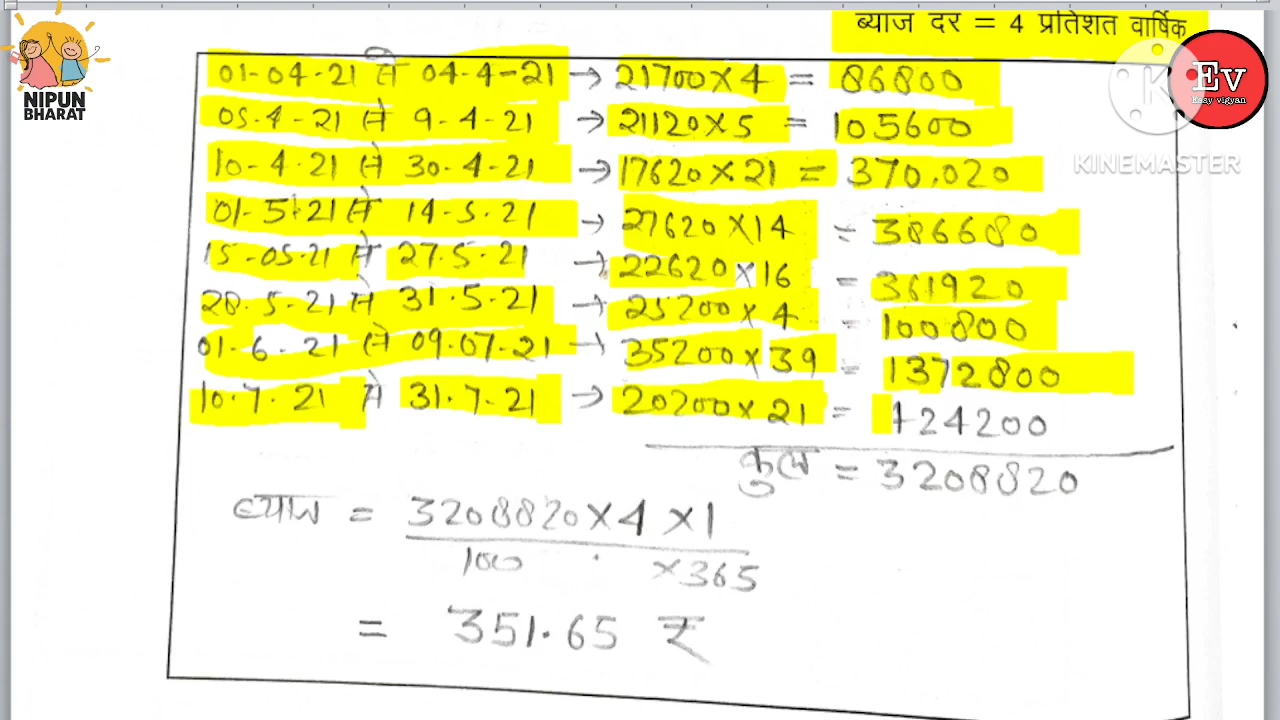 ब्याज दर = 4 प्रतिशत वार्षिक
NIPUN
BHARAT
Ev
Easy vigyan
KINEMASTER
01-04-21 से 04-4-21 → 21700 × 4 = 86800
05-4-21 से 9-4-21 → 21120 × 5 = 105600
10-4-21 से 30-4-21 → 17620 × 21 = 370,020
01-5-21 से 14-5-21 → 27620 × 14 = 386680
15-05-21 से 27-5-21 → 22620 × 16 = 361920
28-5-21 से 31-5-21 → 25200 × 4 = 100800
01-6-21 से 09-07-21 → 35200 × 39 = 1372800
10-7-21 से 31-7-21 → 20200 × 21 = 424200
कुल = 3208820
ब्याज = 3208820 × 4 × 1
100 × 365
= 351.65 ₹